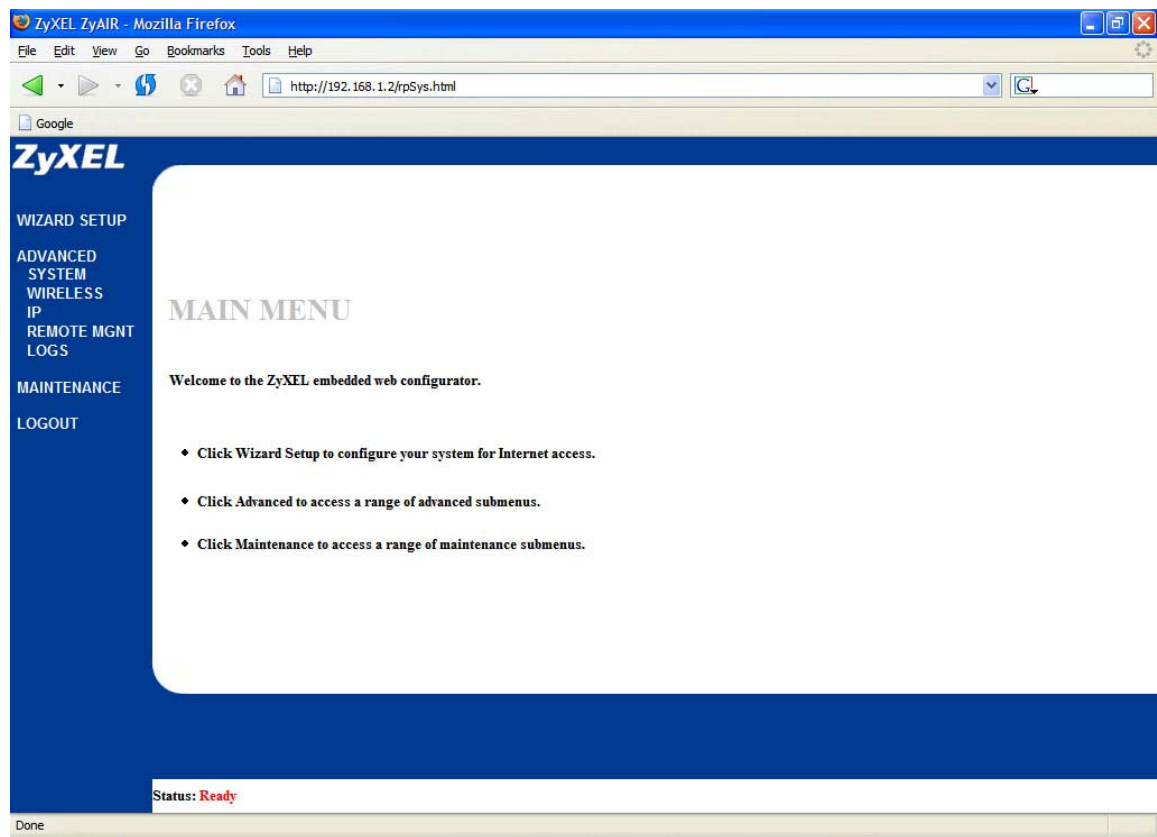 ZyXEL ZyAIR - Mozilla Firefox
File Edit View Go Bookmarks Tools Help
http://192.168.1.2/rpSys.html
G
Google
ZyXEL
WIZARD SETUP
ADVANCED
SYSTEM
WIRELESS
IP
REMOTE MGNT
LOGS
MAINTENANCE
LOGOUT
MAIN MENU
Welcome to the ZyXEL embedded web configurator.
Click Wizard Setup to configure your system for Internet access.
Click Advanced to access a range of advanced submenus.
Click Maintenance to access a range of maintenance submenus.
Status: Ready
Done